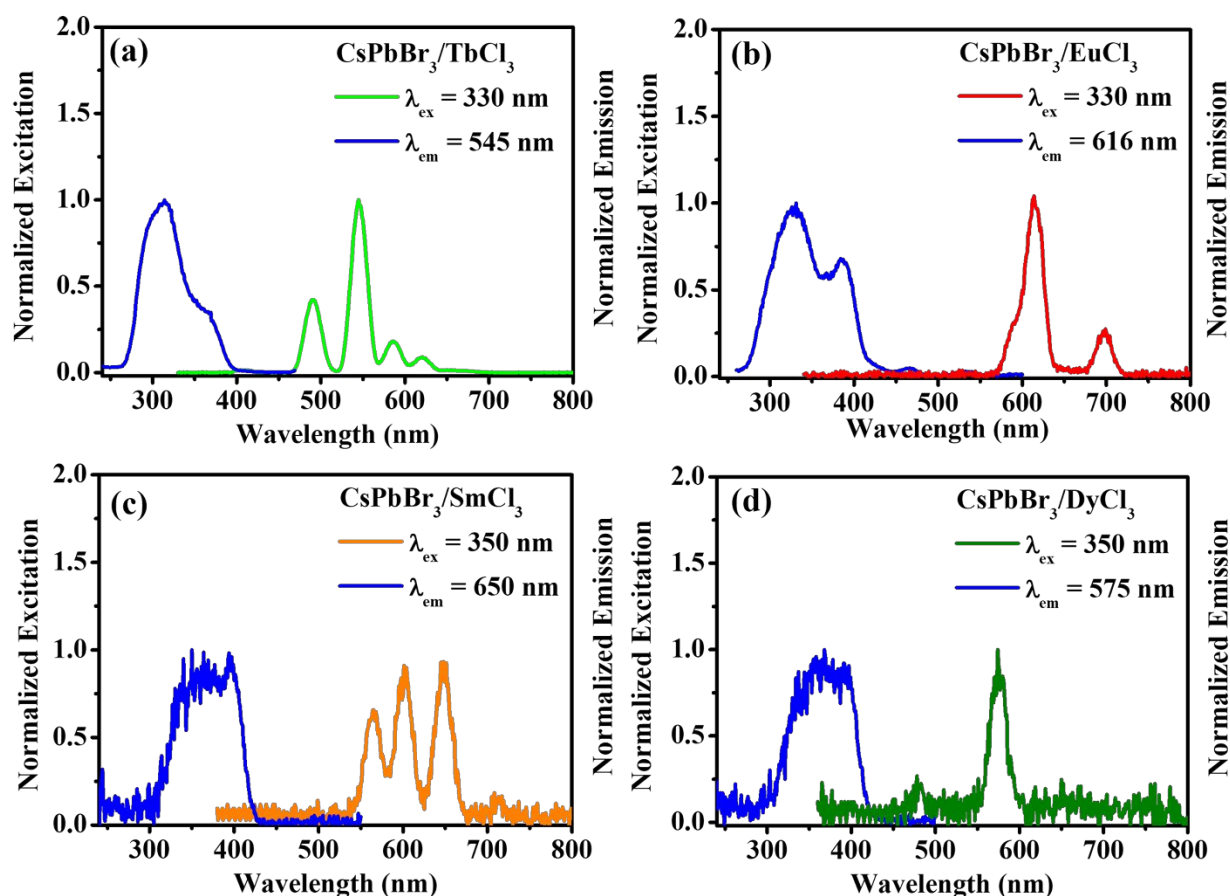 (a)
CsPbBr₃/TbCl₃
λex = 330 nm
λem = 545 nm
Normalized Excitation
2.0
1.5
1.0
0.5
0.0
300 400 500 600 700 800
Wavelength (nm)
Normalized Emission
(b)
CsPbBr₃/EuCl₃
λex = 330 nm
λem = 616 nm
Normalized Excitation
2.0
1.5
1.0
0.5
0.0
300 400 500 600 700 800
Wavelength (nm)
Normalized Emission
(c)
CsPbBr₃/SmCl₃
λex = 350 nm
λem = 650 nm
Normalized Excitation
2.0
1.5
1.0
0.5
0.0
300 400 500 600 700 800
Wavelength (nm)
Normalized Emission
(d)
CsPbBr₃/DyCl₃
λex = 350 nm
λem = 575 nm
Normalized Excitation
2.0
1.5
1.0
0.5
0.0
300 400 500 600 700 800
Wavelength (nm)
Normalized Emission